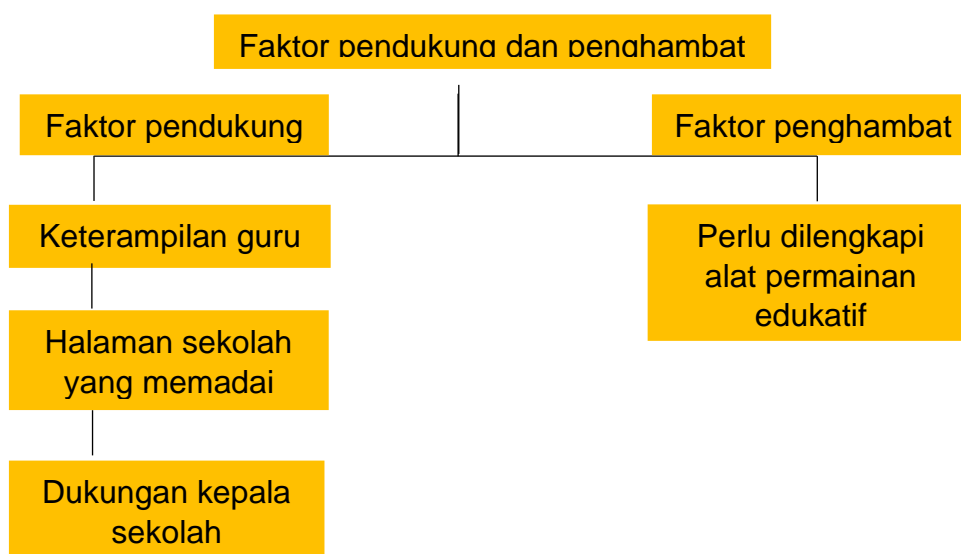 Faktor pendukung dan penghambat
Faktor pendukung
Faktor penghambat
Keterampilan guru
Perlu dilengkapi
alat permainan
edukatif
Halaman sekolah
yang memadai
Dukungan kepala
sekolah